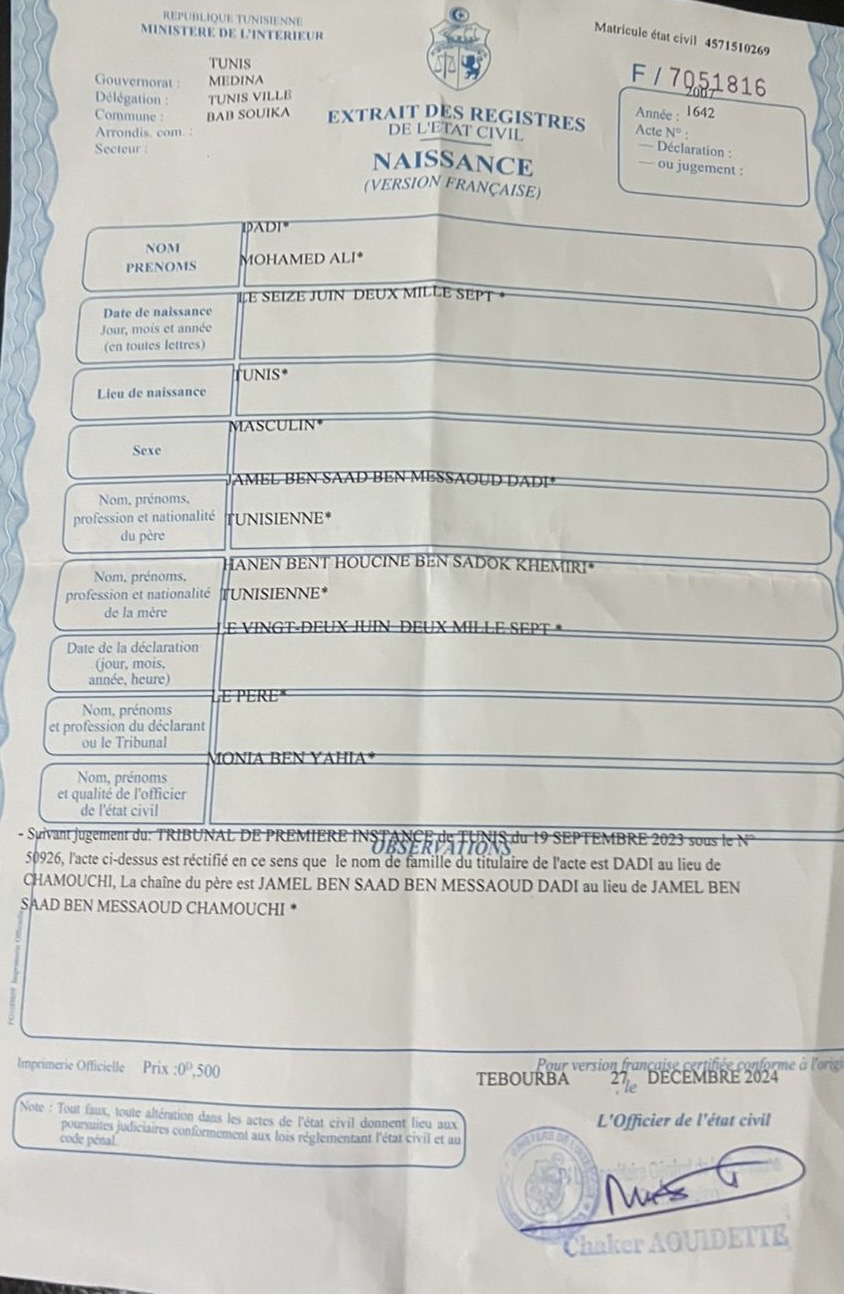 REPUBLIQUE TUNISIENNE
MINISTERE DE L'INTERIEUR
Matricule état civil 4571510269
F / 7051816
Gouvernorat : TUNIS
Délégation : MEDINA
Commune : TUNIS VILLE
Arrondis. com. : BAB SOUIKA
Secteur :
EXTRAIT DES REGISTRES
DE L'ETAT CIVIL
NAISSANCE
(VERSION FRANÇAISE)
2007
Année : 1642
Acte N° :
— Déclaration :
— ou jugement :
NOM
PRENOMS
DADI*
MOHAMED ALI*
Date de naissance
Jour, mois et année
(en toutes lettres)
LE SEIZE JUIN DEUX MILLE SEPT *
Lieu de naissance
TUNIS*
Sexe
MASCULIN*
Nom, prénoms,
profession et nationalité
du père
JAMEL BEN SAAD BEN MESSAOUD DADI*
TUNISIENNE*
Nom, prénoms,
profession et nationalité
de la mère
HANEN BENT HOUCINE BEN SADOK KHEMIRI*
TUNISIENNE*
Date de la déclaration
(jour, mois,
année, heure)
LE VINGT-DEUX JUIN DEUX MILLE SEPT *
Nom, prénoms
et profession du déclarant
ou le Tribunal
LE PERE*
Nom, prénoms
et qualité de l'officier
de l'état civil
MONIA BEN YAHIA*
OBSERVATIONS
- Suivant jugement du: TRIBUNAL DE PREMIERE INSTANCE de TUNIS du 19 SEPTEMBRE 2023 sous le N°
50926, l'acte ci-dessus est réctifié en ce sens que le nom de famille du titulaire de l'acte est DADI au lieu de
CHAMOUCHI, La chaîne du père est JAMEL BEN SAAD BEN MESSAOUD DADI au lieu de JAMEL BEN
SAAD BEN MESSAOUD CHAMOUCHI *
Imprimerie Officielle Prix :0ᴰ,500
Pour version française certifiée conforme à l'orig
TEBOURBA le 27 DECEMBRE 2024
Note : Tout faux, toute altération dans les actes de l'état civil donnent lieu aux
poursuites judiciaires conformement aux lois réglementant l'état civil et au
code pénal.
L'Officier de l'état civil
Chaker AOUIDETTE